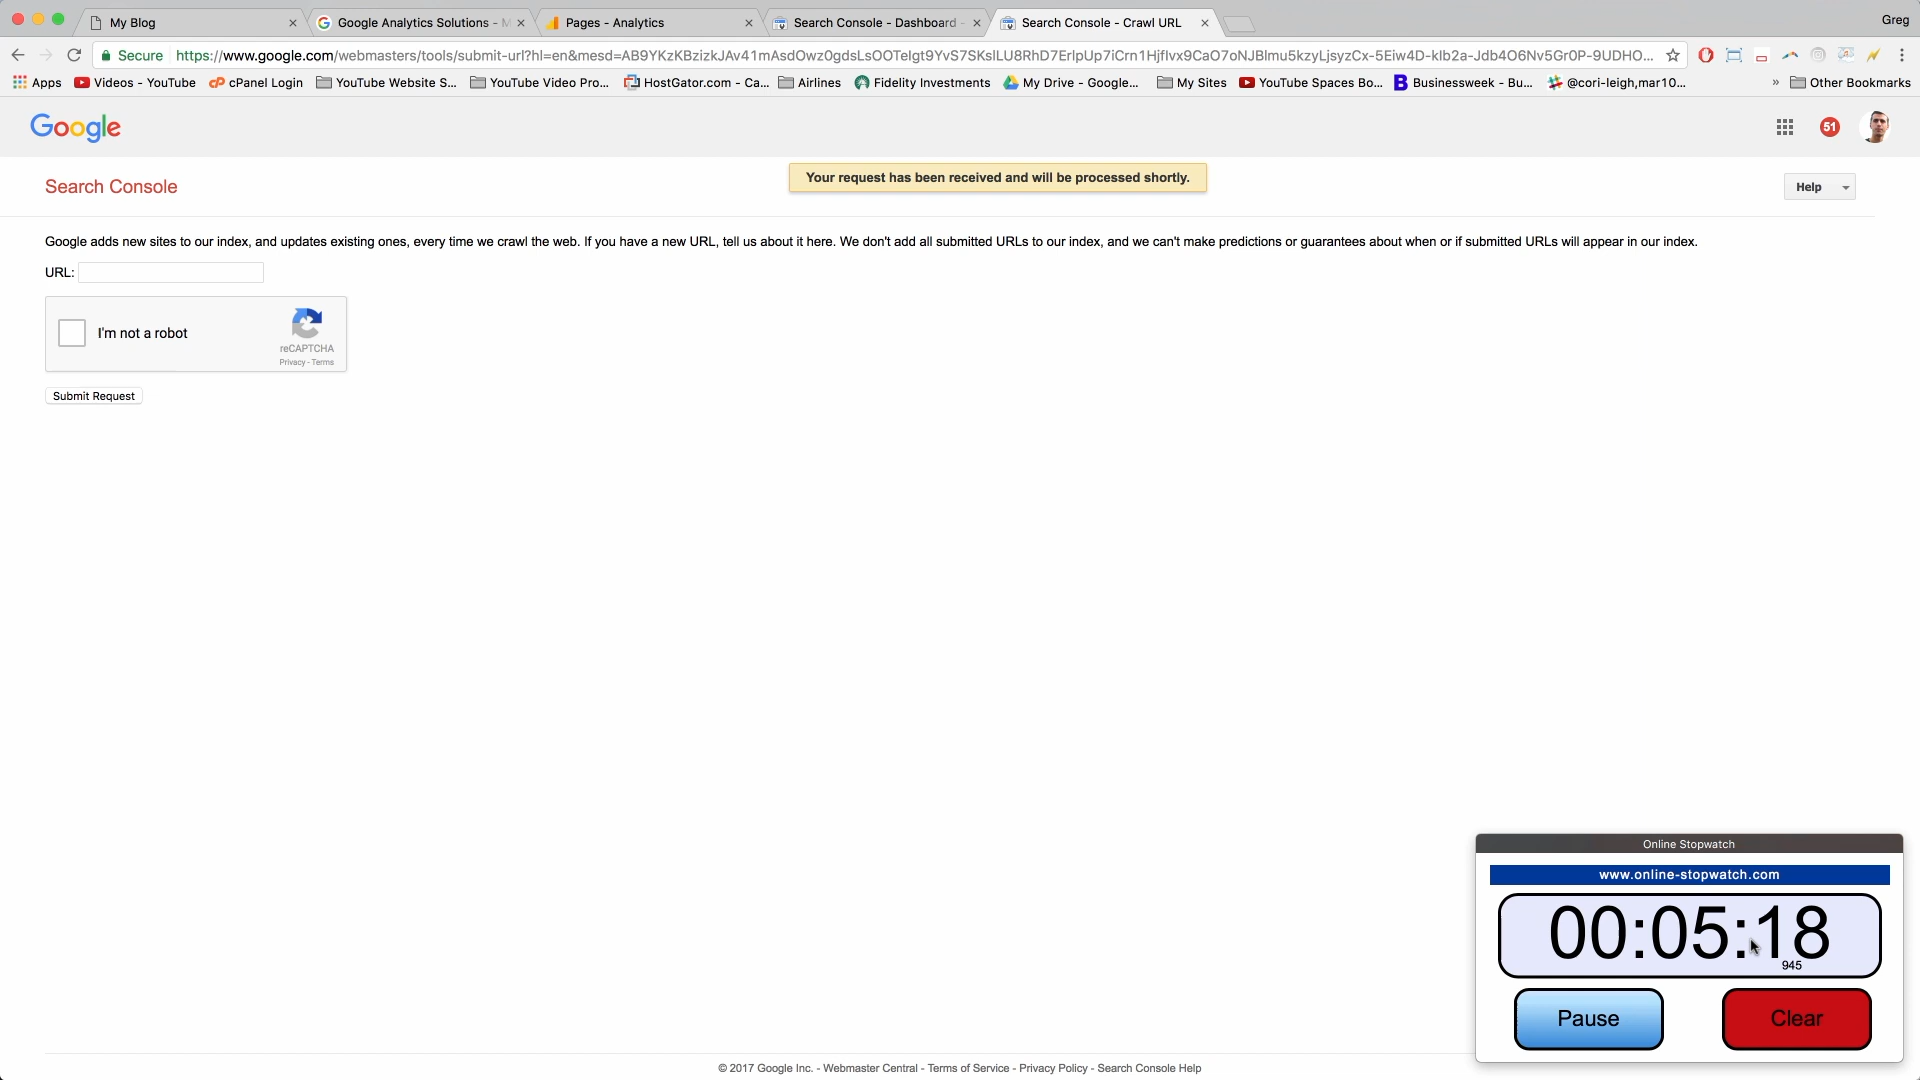 My Blog
Google Analytics Solutions - M
Pages - Analytics
Search Console - Dashboard -
Search Console - Crawl URL
Greg
Secure https://www.google.com/webmasters/tools/submit-url?hl=en&mesd=AB9YKzKBzizkJAv41mAsdOwz0gdsLsOOTeIgt9YvS7SKsILU8RhD7ErlpUp7iCrn1HjfIvx9CaO7oNJBlmu5kzyLjsyzCx-5Eiw4D-kIb2a-Jdb4O6Nv5Gr0P-9UDHO...
Apps Videos - YouTube cPanel Login YouTube Website S... YouTube Video Pro... HostGator.com - Ca... Airlines Fidelity Investments My Drive - Google... My Sites YouTube Spaces Bo... Businessweek - Bu... @cori-leigh,mar10... » Other Bookmarks
Google
51
Your request has been received and will be processed shortly.
Search Console
Help
Google adds new sites to our index, and updates existing ones, every time we crawl the web. If you have a new URL, tell us about it here. We don't add all submitted URLs to our index, and we can't make predictions or guarantees about when or if submitted URLs will appear in our index.
URL:
I'm not a robot
reCAPTCHA
Privacy - Terms
Submit Request
Online Stopwatch
www.online-stopwatch.com
00:05:18
945
Pause
Clear
© 2017 Google Inc. - Webmaster Central - Terms of Service - Privacy Policy - Search Console Help